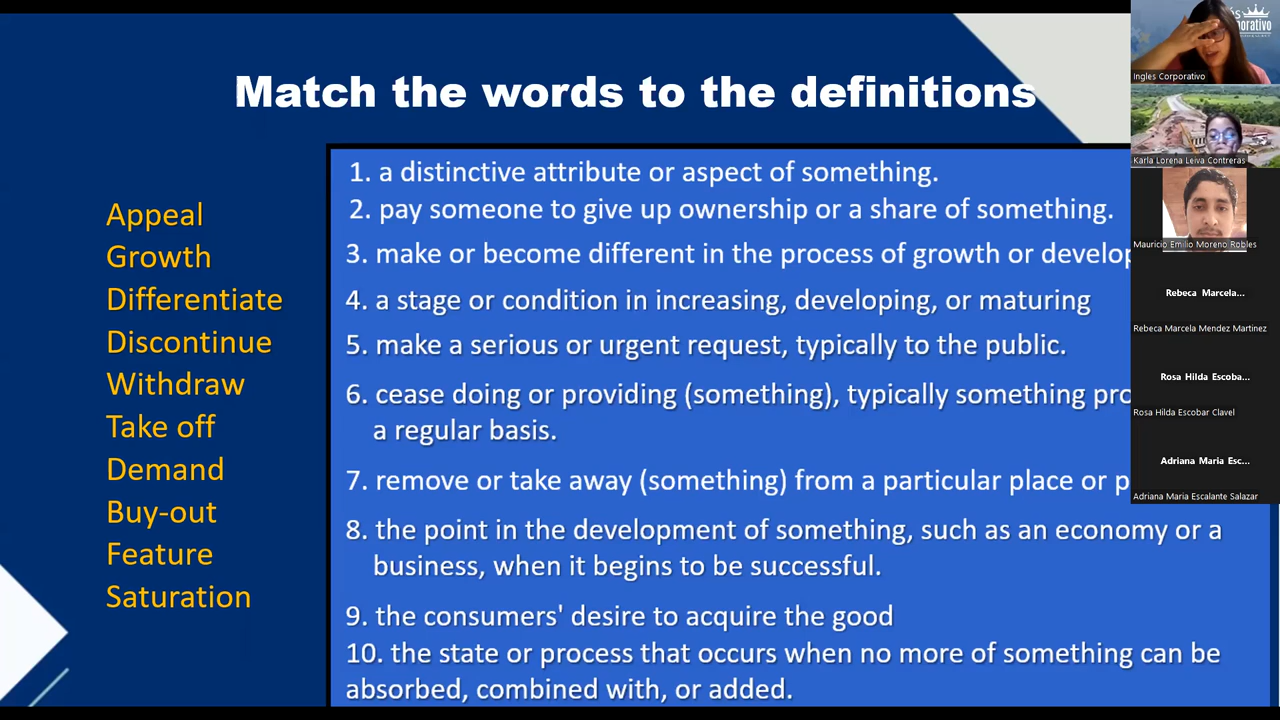 Match the words to the definitions
Appeal
Growth
Differentiate
Discontinue
Withdraw
Take off
Demand
Buy-out
Feature
Saturation
1. a distinctive attribute or aspect of something.
2. pay someone to give up ownership or a share of something.
3. make or become different in the process of growth or develop
4. a stage or condition in increasing, developing, or maturing
5. make a serious or urgent request, typically to the public.
6. cease doing or providing (something), typically something pro
a regular basis.
7. remove or take away (something) from a particular place or p
8. the point in the development of something, such as an economy or a
business, when it begins to be successful.
9. the consumers' desire to acquire the good
10. the state or process that occurs when no more of something can be
absorbed, combined with, or added.
Ingles Corporativo
Karla Lorena Leiva Contreras
Mauricio Emilio Moreno Robles
Rebeca Marcela...
Rebeca Marcela Mendez Martinez
Rosa Hilda Escoba...
Rosa Hilda Escobar Clavel
Adriana Maria Esc...
Adriana Maria Escalante Salazar